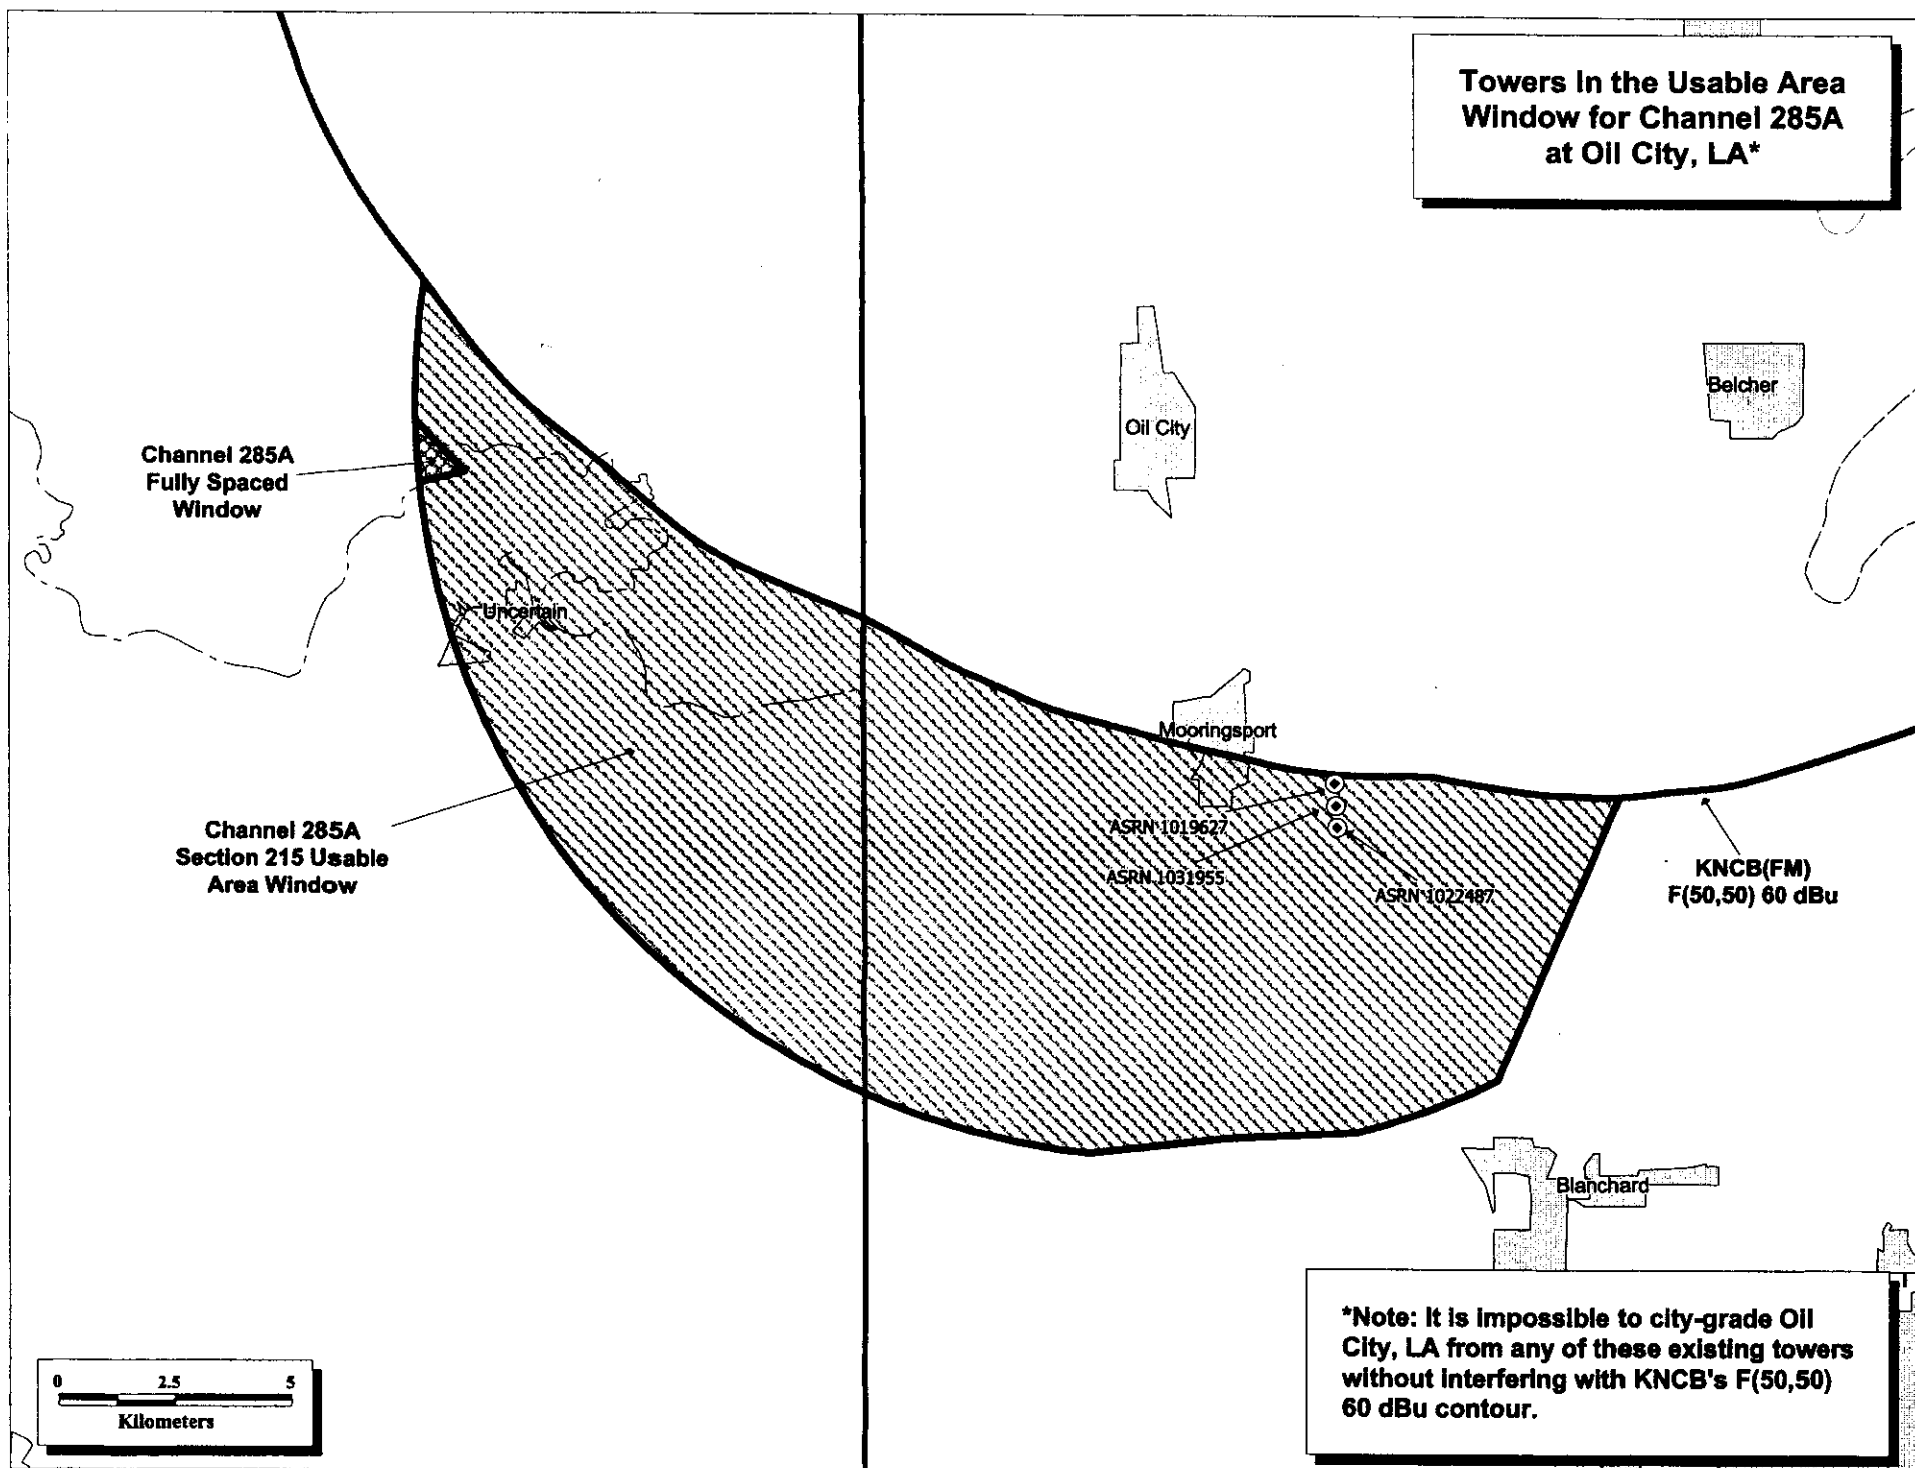 Towers In the Usable Area
Window for Channel 285A
at Oil City, LA*
Belcher
Oil City
Channel 285A
Fully Spaced
Window
Uncertain
Mooringsport
ASRN 1019627
Channel 285A
Section 215 Usable
Area Window
ASRN 1031955
ASRN 1022487
KNCB(FM)
F(50,50) 60 dBu
Blanchard
*Note: It is impossible to city-grade Oil
City, LA from any of these existing towers
without interfering with KNCB's F(50,50)
60 dBu contour.
0 2.5 5
Kilometers